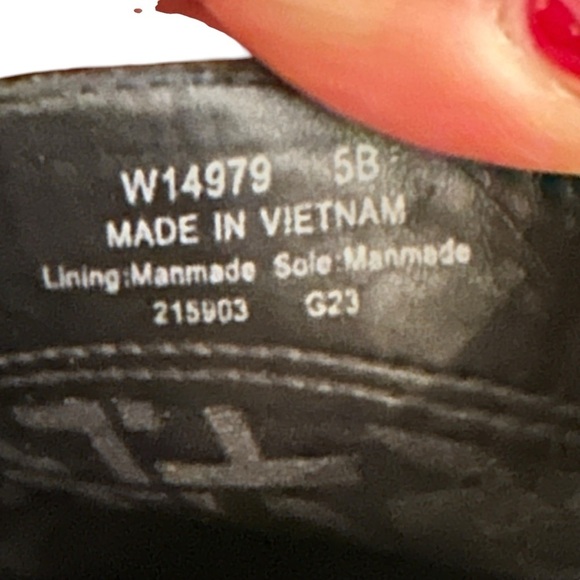 W14979 5B
MADE IN VIETNAM
Lining:Manmade Sole:Manmade
215903 G23